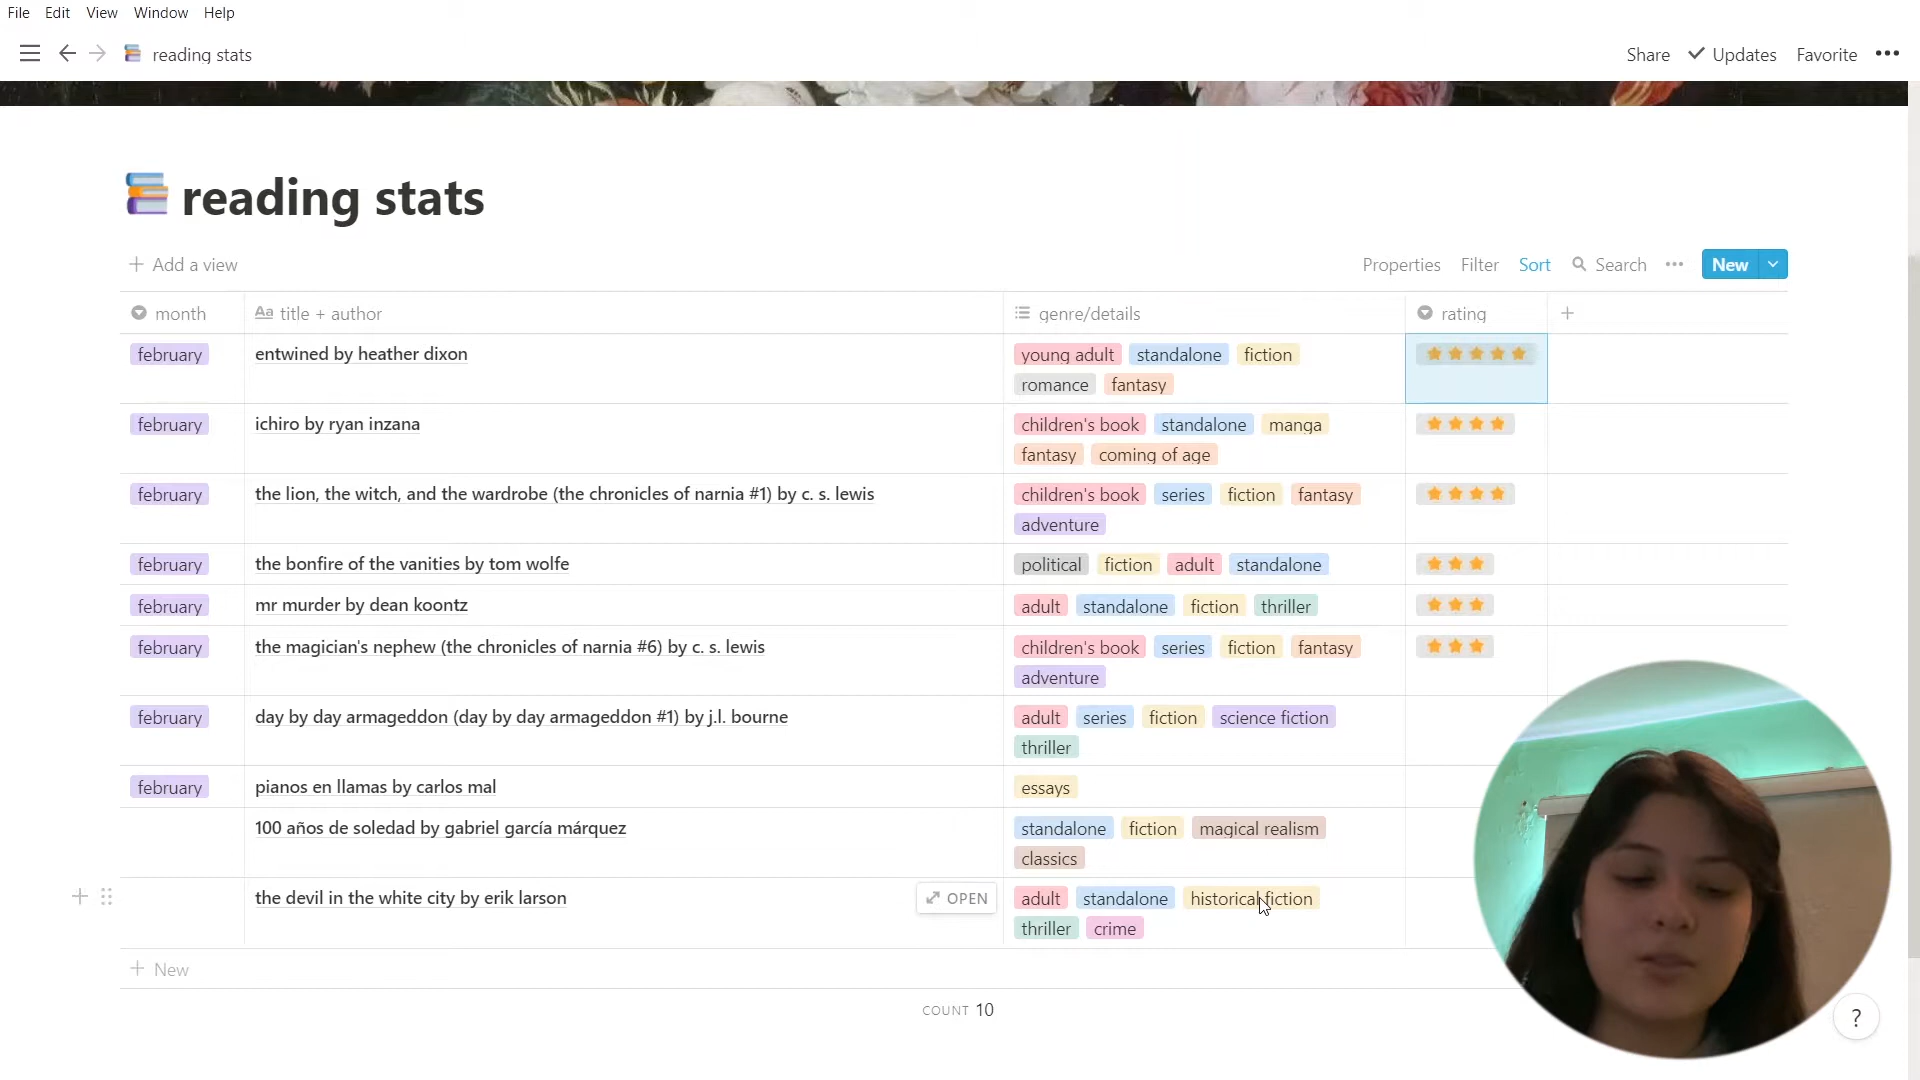 File Edit View Window Help
reading stats Share Updates Favorite
reading stats
Add a view Properties Filter Sort Search New
month Aa title + author genre/details rating
february entwined by heather dixon young adult standalone fiction
romance fantasy
february ichiro by ryan inzana children's book standalone manga
fantasy coming of age
february the lion, the witch, and the wardrobe (the chronicles of narnia #1) by c. s. lewis children's book series fiction fantasy
adventure
february the bonfire of the vanities by tom wolfe political fiction adult standalone
february mr murder by dean koontz adult standalone fiction thriller
february the magician's nephew (the chronicles of narnia #6) by c. s. lewis children's book series fiction fantasy
adventure
february day by day armageddon (day by day armageddon #1) by j.l. bourne adult series fiction science fiction
thriller
february pianos en llamas by carlos mal essays
100 años de soledad by gabriel garcía márquez standalone fiction magical realism
classics
the devil in the white city by erik larson OPEN adult standalone historical fiction
thriller crime
New
COUNT 10
?